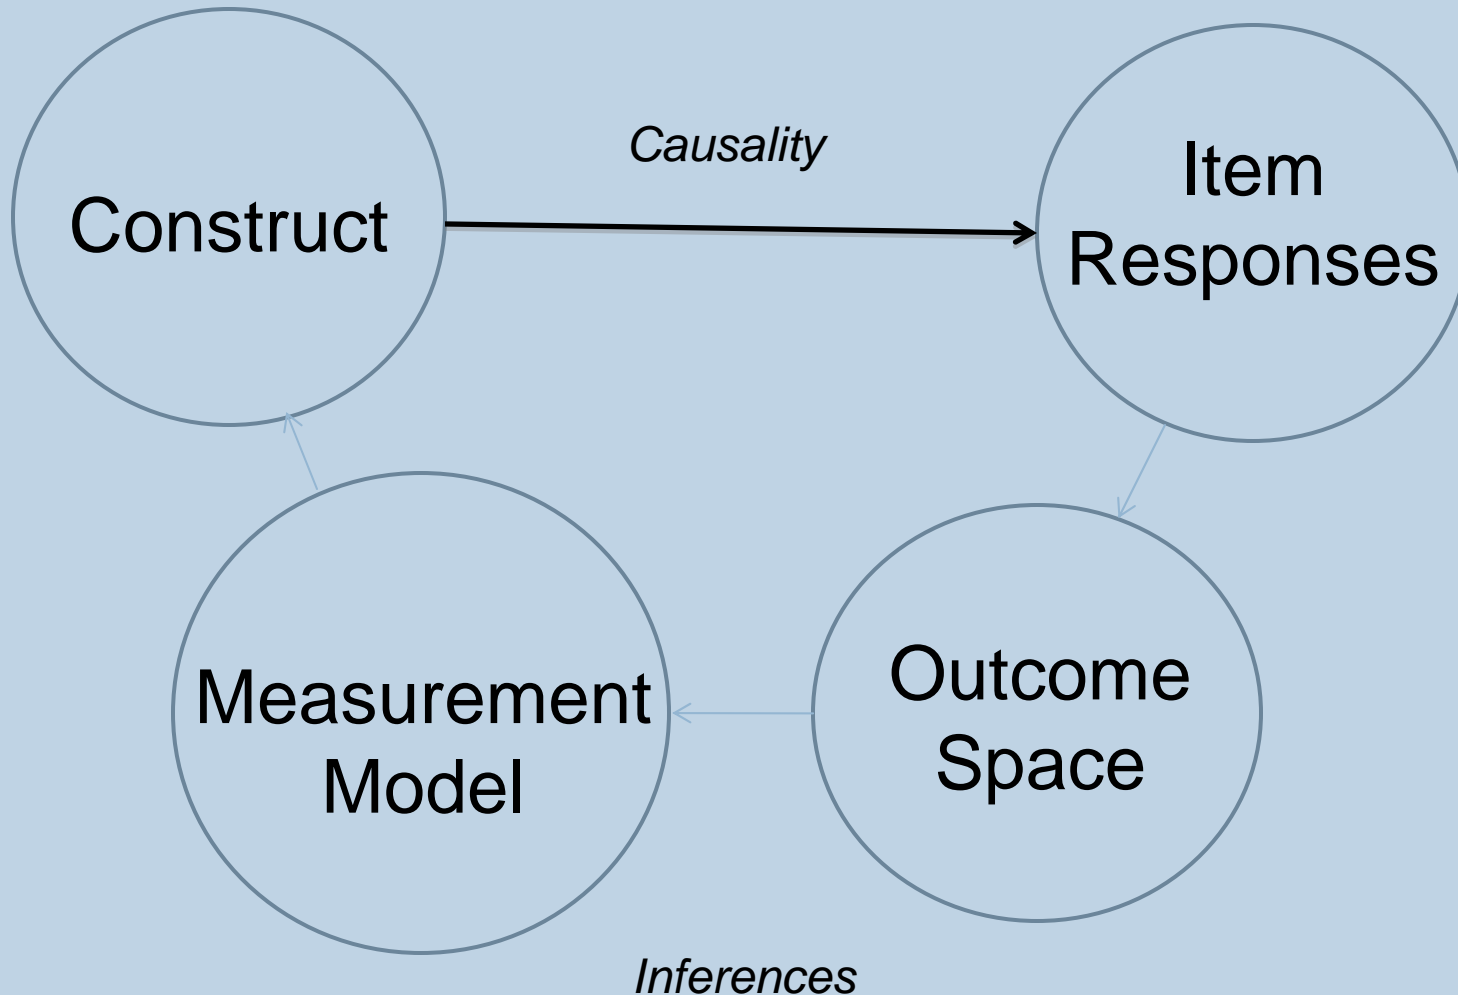 Causality
Construct
Item
Responses
Measurement
Model
Outcome
Space
Inferences